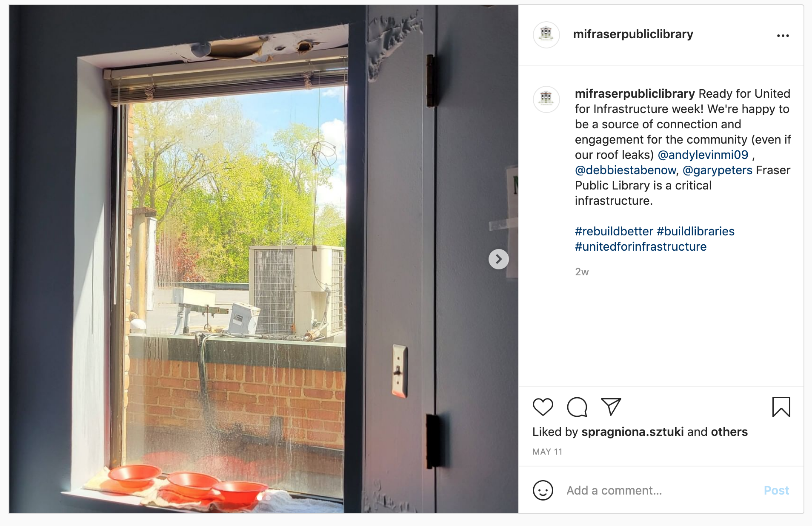 mifraserpubliclibrary
mifraserpubliclibrary Ready for United
for Infrastructure week! We're happy to
be a source of connection and
engagement for the community (even if
our roof leaks) @andylevinmi09 ,
@debbiestabenow, @garypeters Fraser
Public Library is a critical
infrastructure.
#rebuildbetter #buildlibraries
#unitedforinfrastructure
2w
Liked by spragniona.sztuki and others
MAY 11
Add a comment...
Post